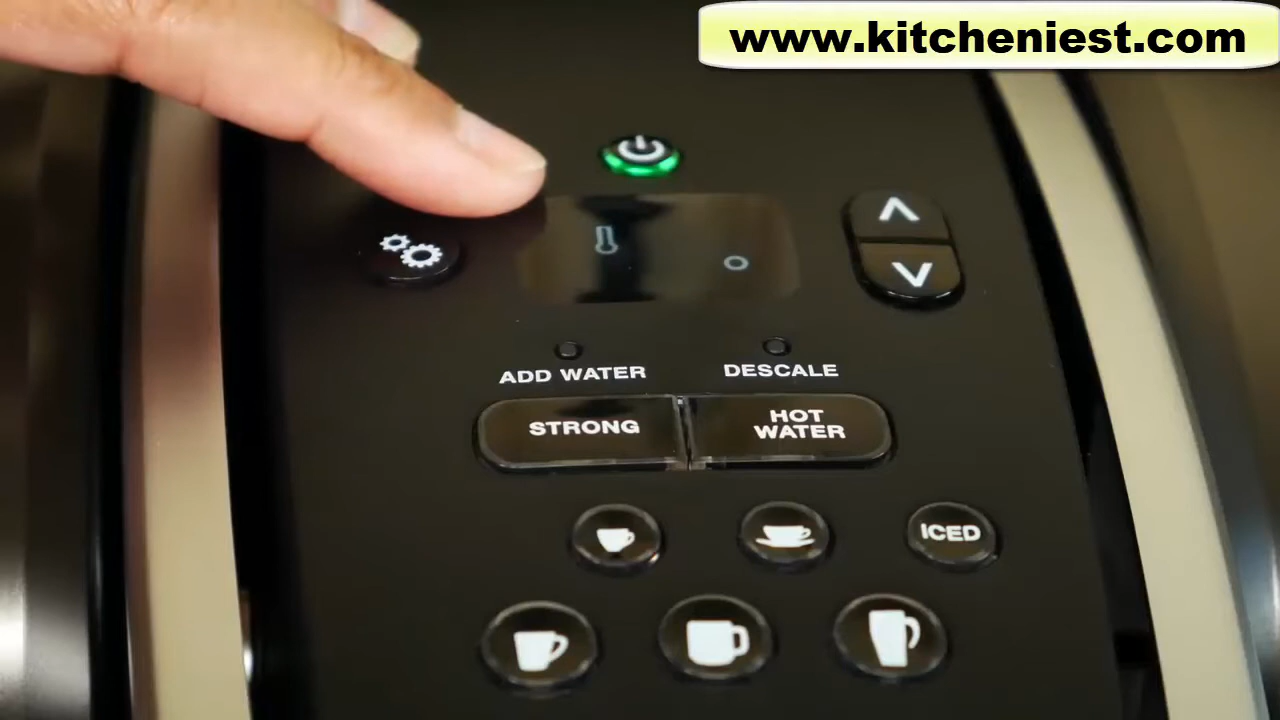 www.kitcheniest.com
ADD WATER
DESCALE
STRONG
HOT
WATER
ICED